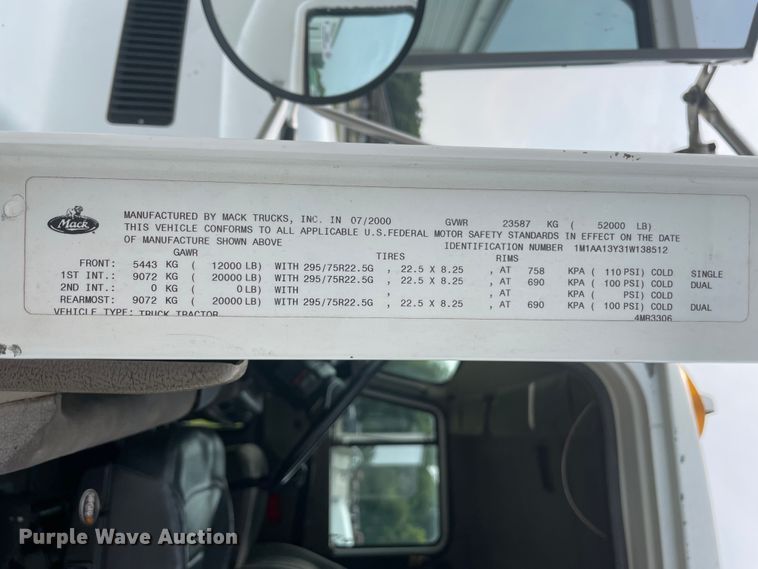 Mack
MANUFACTURED BY MACK TRUCKS, INC. IN 07/2000 GVWR 23587 KG ( 52000 LB)
THIS VEHICLE CONFORMS TO ALL APPLICABLE U.S.FEDERAL MOTOR SAFETY STANDARDS IN EFFECT ON THE DATE
OF MANUFACTURE SHOWN ABOVE IDENTIFICATION NUMBER 1M1AA13Y31W138512
GAWR TIRES RIMS
FRONT: 5443 KG ( 12000 LB) WITH 295/75R22.5G , 22.5 X 8.25 , AT 758 KPA ( 110 PSI) COLD SINGLE
1ST INT.: 9072 KG ( 20000 LB) WITH 295/75R22.5G , 22.5 X 8.25 , AT 690 KPA ( 100 PSI) COLD DUAL
2ND INT.: 0 KG ( 0 LB) WITH , , AT KPA ( PSI) COLD
REARMOST: 9072 KG ( 20000 LB) WITH 295/75R22.5G , 22.5 X 8.25 , AT 690 KPA ( 100 PSI) COLD DUAL
VEHICLE TYPE: TRUCK TRACTOR 4MR3306
Purple Wave Auction